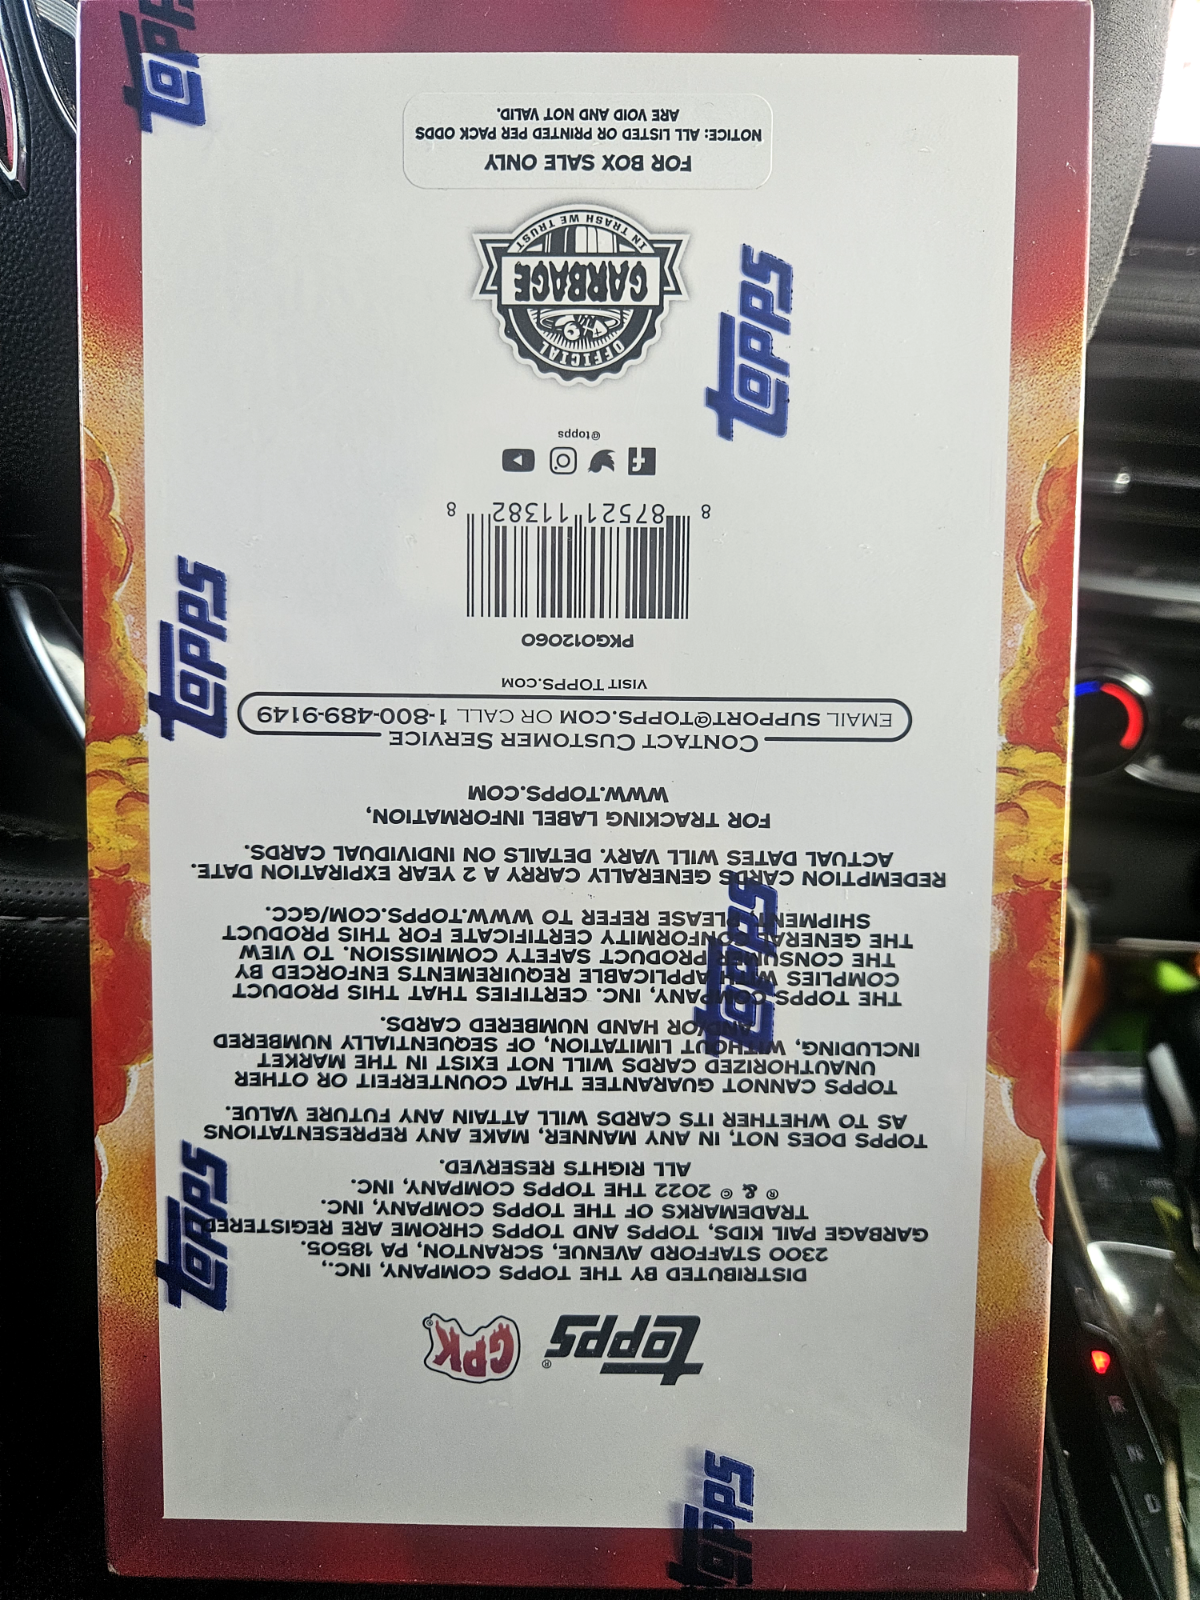 topps®
GPK®
DISTRIBUTED BY THE TOPPS COMPANY, INC.,
2300 STAFFORD AVENUE, SCRANTON, PA 18505.
GARBAGE PAIL KIDS, TOPPS AND TOPPS CHROME ARE REGISTERED
TRADEMARKS OF THE TOPPS COMPANY, INC.
® & © 2022 THE TOPPS COMPANY, INC.
ALL RIGHTS RESERVED.
TOPPS DOES NOT, IN ANY MANNER, MAKE ANY REPRESENTATIONS
AS TO WHETHER ITS CARDS WILL ATTAIN ANY FUTURE VALUE.
TOPPS CANNOT GUARANTEE THAT COUNTERFEIT OR OTHER
UNAUTHORIZED CARDS WILL NOT EXIST IN THE MARKET
INCLUDING, WITHOUT LIMITATION, OF SEQUENTIALLY NUMBERED
AND/OR HAND NUMBERED CARDS.
THE TOPPS COMPANY, INC. CERTIFIES THAT THIS PRODUCT
COMPLIES WITH APPLICABLE REQUIREMENTS ENFORCED BY
THE CONSUMER PRODUCT SAFETY COMMISSION. TO VIEW
THE GENERAL CONFORMITY CERTIFICATE FOR THIS PRODUCT
SHIPMENT, PLEASE REFER TO WWW.TOPPS.COM/GCC.
REDEMPTION CARDS GENERALLY CARRY A 2 YEAR EXPIRATION DATE.
ACTUAL DATES WILL VARY. DETAILS ON INDIVIDUAL CARDS.
FOR TRACKING LABEL INFORMATION,
WWW.TOPPS.COM
CONTACT CUSTOMER SERVICE
EMAIL SUPPORT@TOPPS.COM OR CALL 1-800-489-9149
VISIT TOPPS.COM
PKG012060
8 87521 11382 8
@topps
OFFICIAL
GARBAGE
IN TRASH WE TRUST
FOR BOX SALE ONLY
NOTICE: ALL LISTED OR PRINTED PER PACK ODDS
ARE VOID AND NOT VALID.
topps
topps
topps
topps
topps
topps